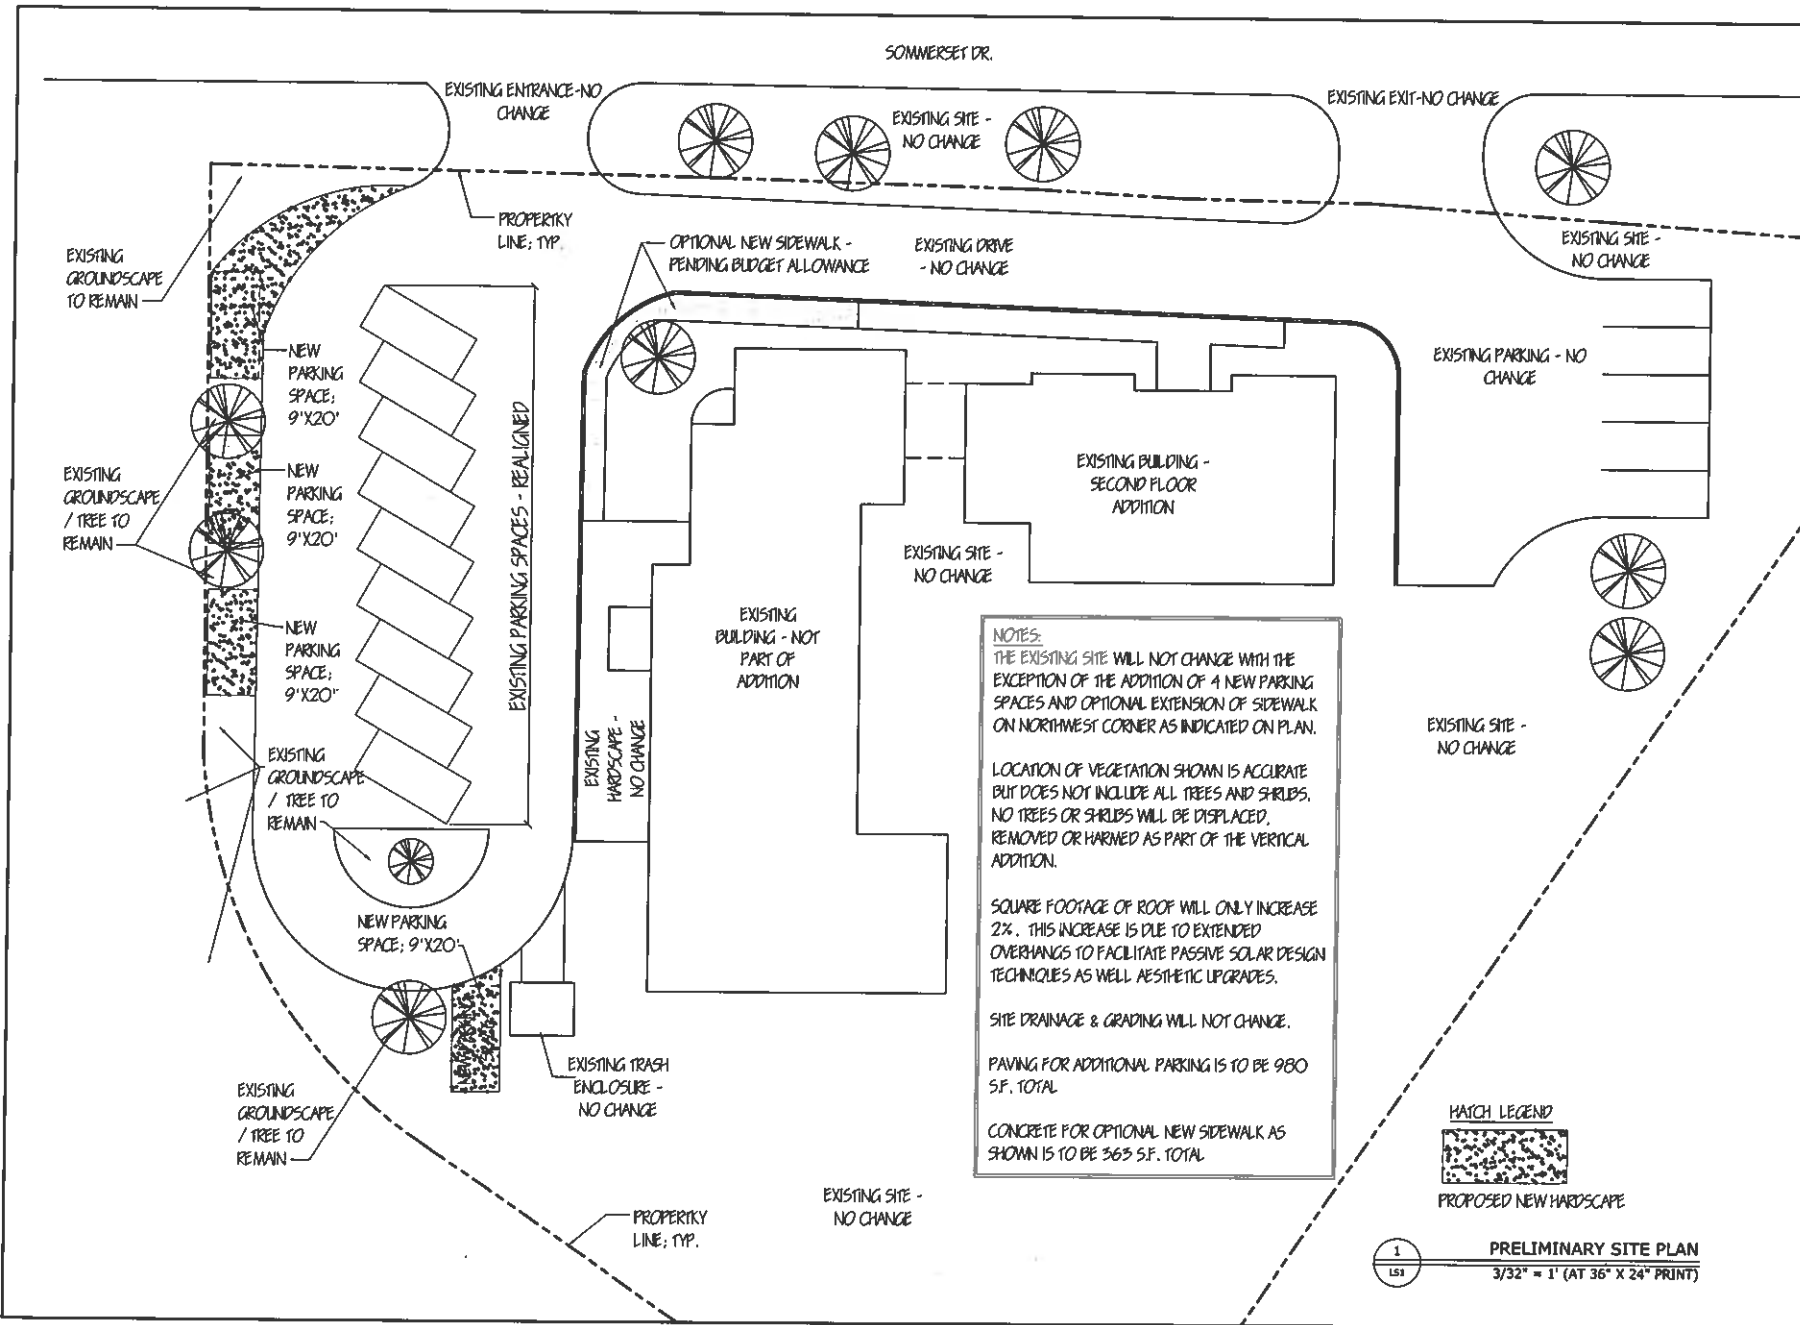 SOMMERSET DR.
EXISTING ENTRANCE-NO
CHANGE
EXISTING SITE -
NO CHANGE
EXISTING EXIT-NO CHANGE
PROPERTKY
LINE; TYP.
EXISTING
GROUNDSCAPE
TO REMAIN
OPTIONAL NEW SIDEWALK -
PENDING BUDGET ALLOWANCE
EXISTING DRIVE
- NO CHANGE
EXISTING SITE -
NO CHANGE
NEW
PARKING
SPACE;
9'X20'
EXISTING PARKING - NO
CHANGE
EXISTING PARKING SPACES - REALIGNED
EXISTING
GROUNDSCAPE
/ TREE TO
REMAIN
NEW
PARKING
SPACE;
9'X20'
EXISTING BUILDING -
SECOND FLOOR
ADDITION
EXISTING SITE -
NO CHANGE
NEW
PARKING
SPACE;
9'X20'
EXISTING
BUILDING - NOT
PART OF
ADDITION
EXISTING
HARDSCAPE -
NO CHANGE
EXISTING
GROUNDSCAPE
/ TREE TO
REMAIN
NOTES:
THE EXISTING SITE WILL NOT CHANGE WITH THE
EXCEPTION OF THE ADDITION OF 4 NEW PARKING
SPACES AND OPTIONAL EXTENSION OF SIDEWALK
ON NORTHWEST CORNER AS INDICATED ON PLAN.
LOCATION OF VEGETATION SHOWN IS ACCURATE
BUT DOES NOT INCLUDE ALL TREES AND SHRUBS.
NO TREES OR SHRUBS WILL BE DISPLACED,
REMOVED OR HARMED AS PART OF THE VERTICAL
ADDITION.
SQUARE FOOTAGE OF ROOF WILL ONLY INCREASE
2%. THIS INCREASE IS DUE TO EXTENDED
OVERHANGS TO FACILITATE PASSIVE SOLAR DESIGN
TECHNIQUES AS WELL AESTHETIC UPGRADES.
SITE DRAINAGE & GRADING WILL NOT CHANGE.
PAVING FOR ADDITIONAL PARKING IS TO BE 980
S.F. TOTAL
CONCRETE FOR OPTIONAL NEW SIDEWALK AS
SHOWN IS TO BE 363 S.F. TOTAL
EXISTING SITE -
NO CHANGE
NEW PARKING
SPACE; 9'X20'
NEW PARKING
EXISTING TRASH
ENCLOSURE -
NO CHANGE
EXISTING
GROUNDSCAPE
/ TREE TO
REMAIN
EXISTING SITE -
NO CHANGE
PROPERTKY
LINE; TYP.
HATCH LEGEND
PROPOSED NEW HARDSCAPE
1
LS1
PRELIMINARY SITE PLAN
3/32" = 1' (AT 36" X 24" PRINT)